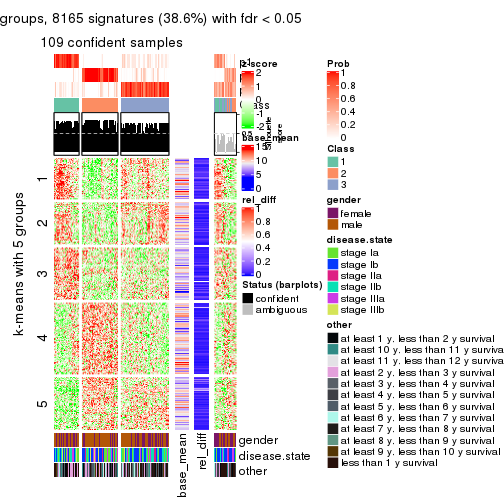 groups, 8165 signatures (38.6%) with fdr < 0.05
109 confident samples
k-means with 5 groups
1
2
3
4
5
base_mean
rel_diff
gender
disease.state
other
z-score
2
1
0
-1
-2
base_mean
15
10
5
0
rel_diff
1
0.8
0.6
0.4
0.2
0
Status (barplots)
confident
ambiguous
Prob
1
0.8
0.6
0.4
0.2
0
Class
1
2
3
gender
female
male
disease.state
stage Ia
stage Ib
stage IIa
stage IIb
stage IIIa
stage IIIb
other
at least 1 y. less than 2 y survival
at least 10 y. less than 11 y surviva
at least 11 y. less than 12 y surviva
at least 2 y. less than 3 y survival
at least 3 y. less than 4 y survival
at least 4 y. less than 5 y survival
at least 5 y. less than 6 y survival
at least 6 y. less than 7 y survival
at least 7 y. less than 8 y survival
at least 8 y. less than 9 y survival
at least 9 y. less than 10 y survival
less than 1 y survival